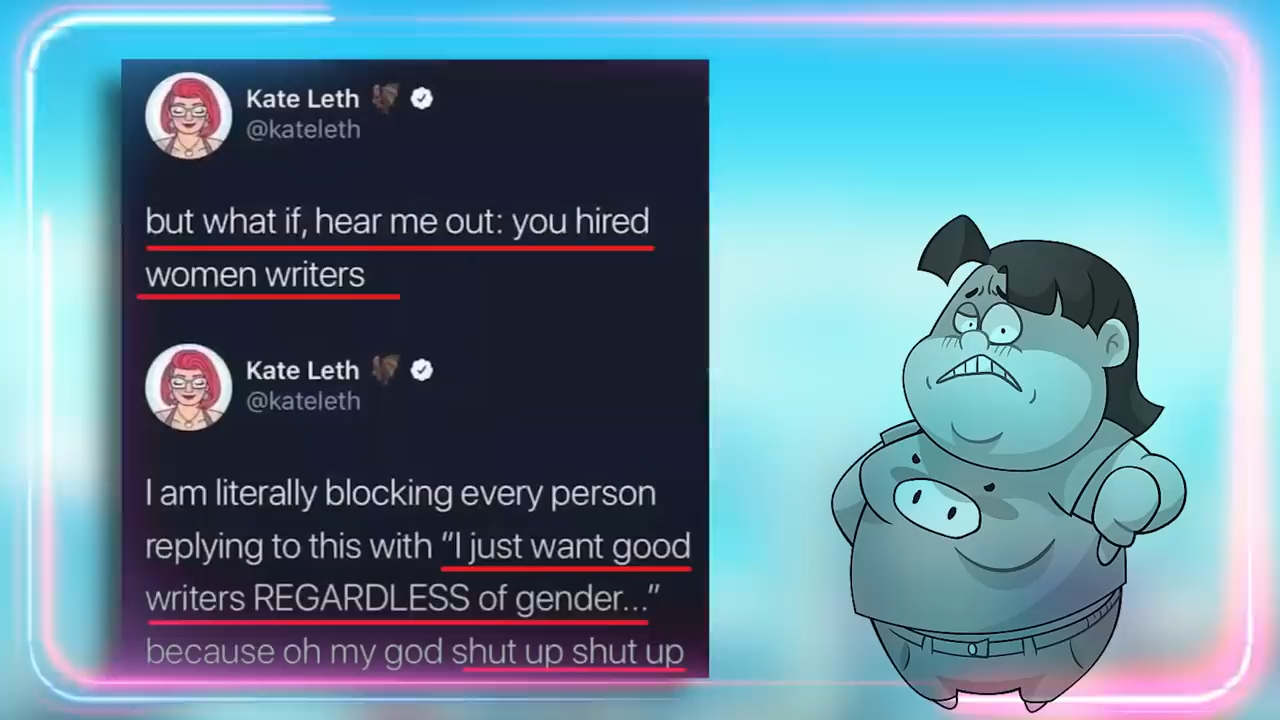 Kate Leth
@kateleth
but what if, hear me out: you hired
women writers
Kate Leth
@kateleth
I am literally blocking every person
replying to this with “I just want good
writers REGARDLESS of gender...”
because oh my god shut up shut up